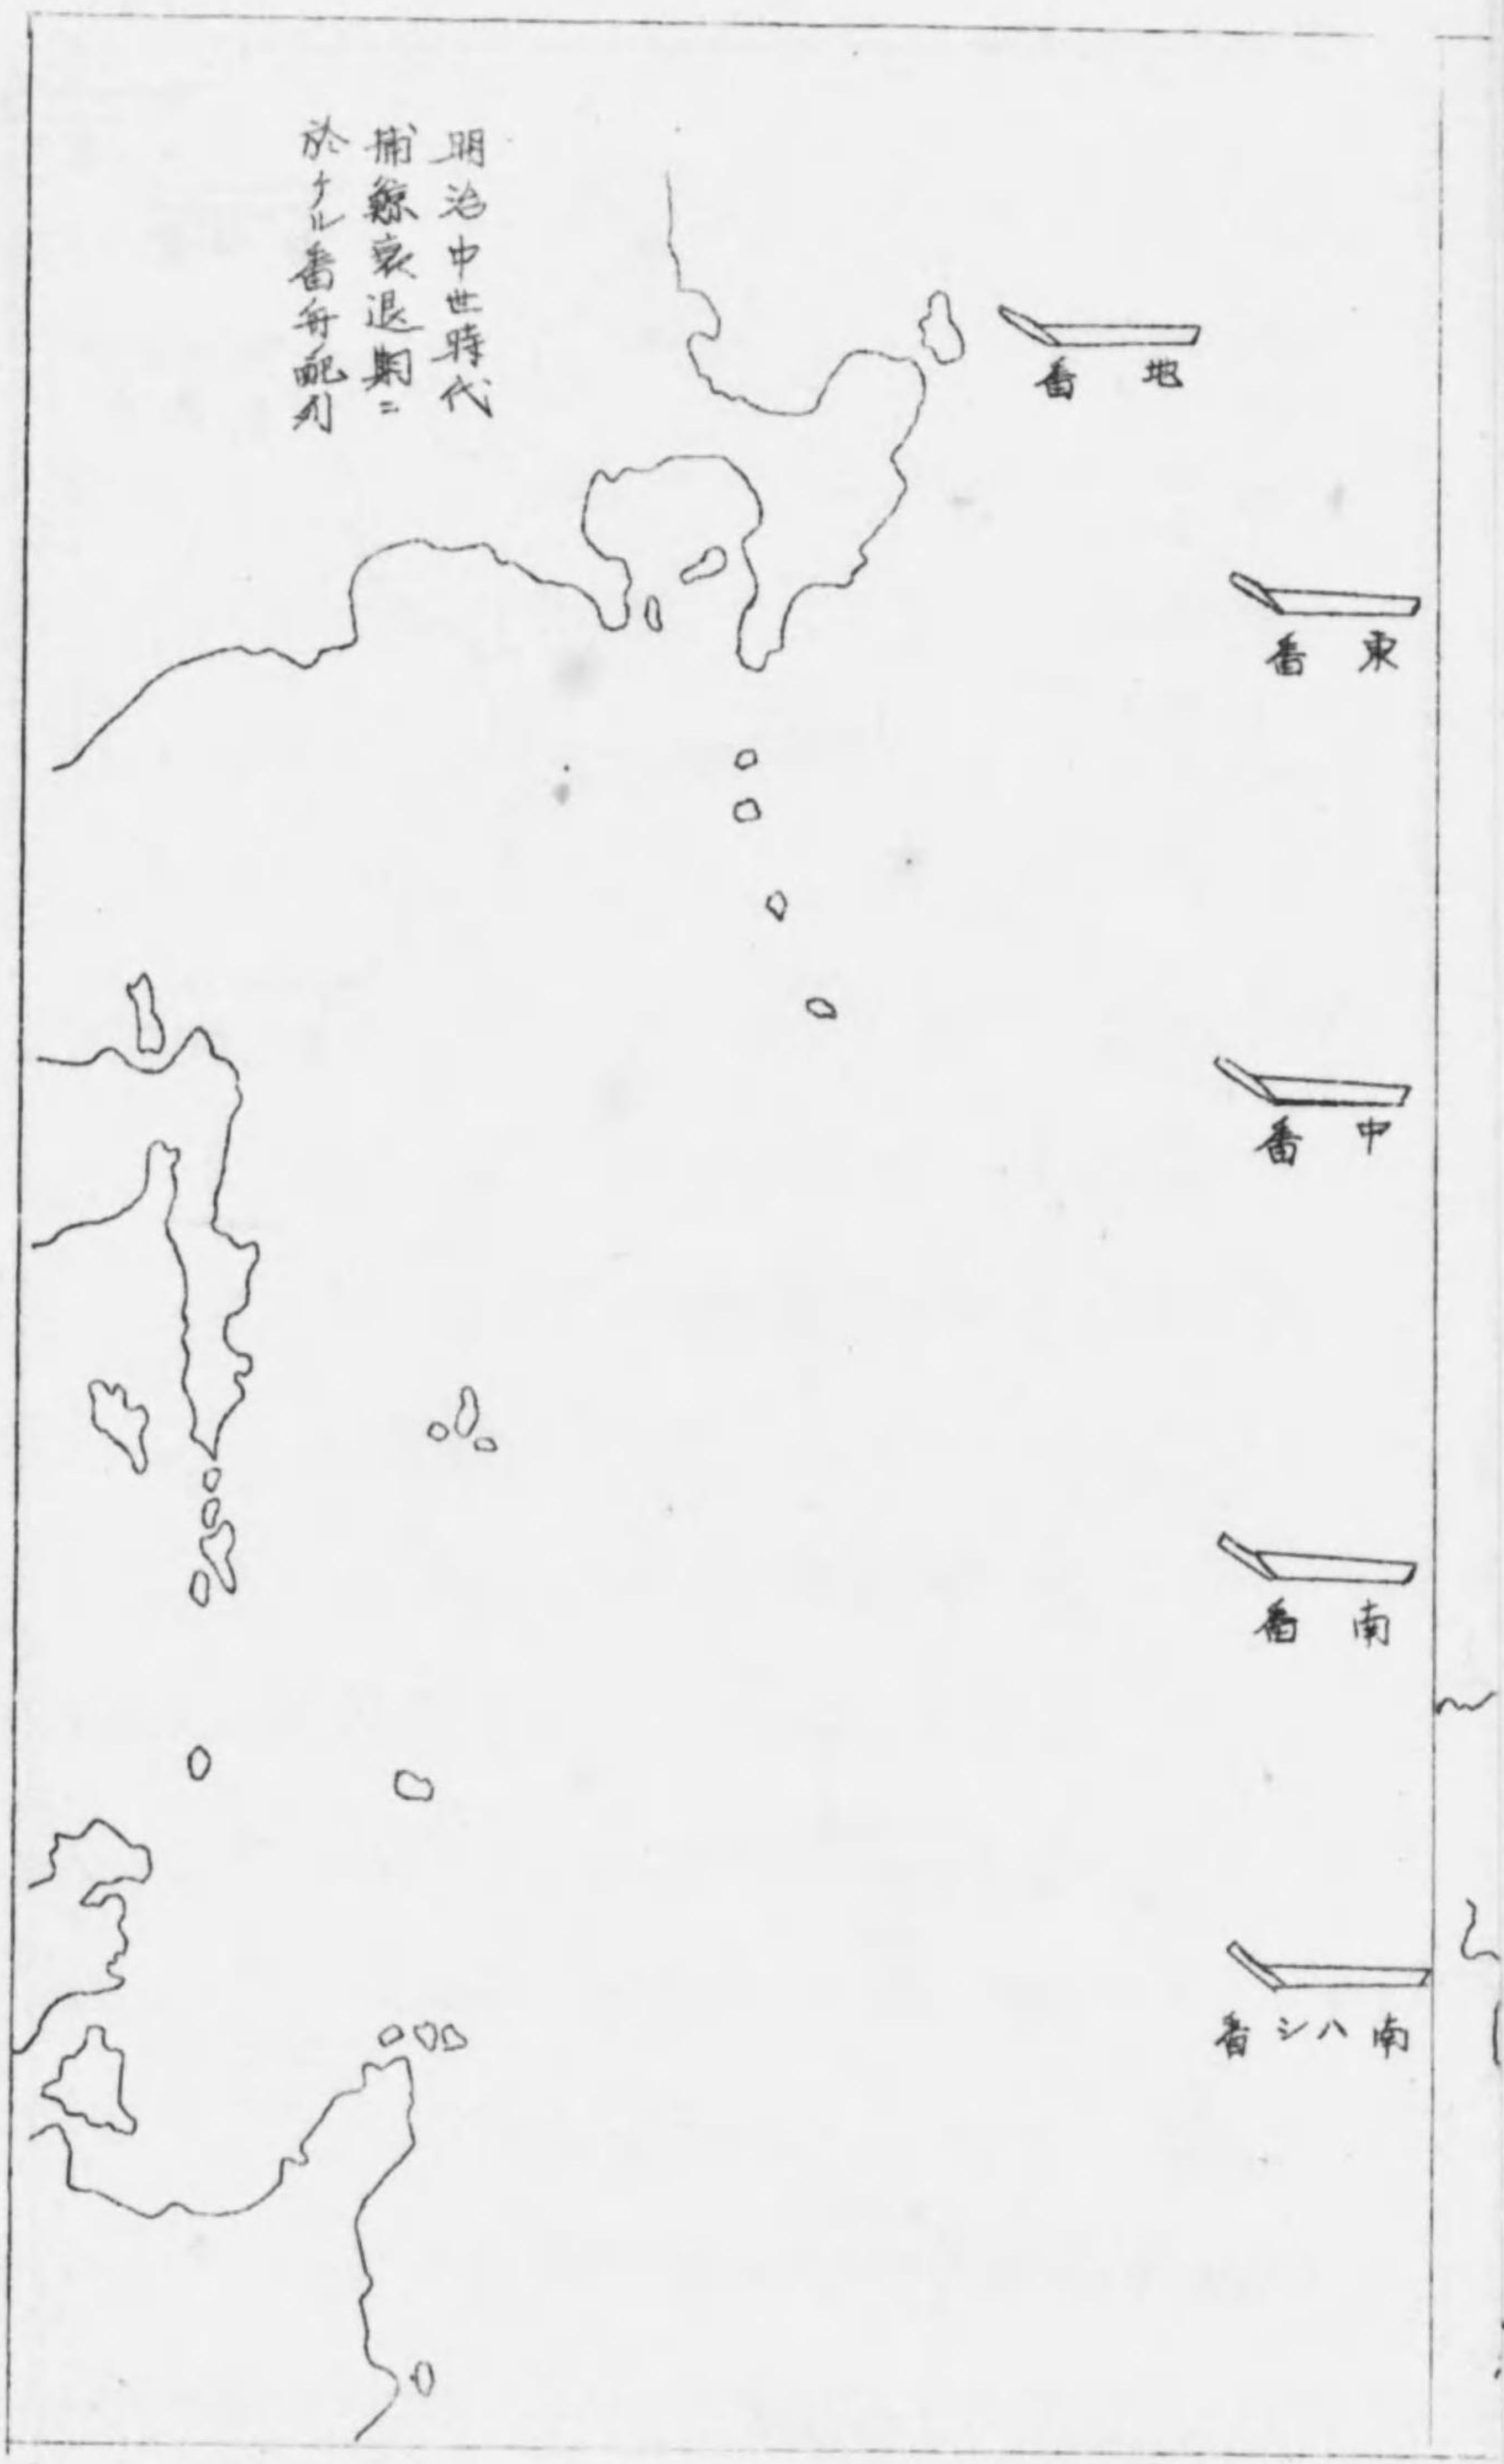 明治中世時代
捕鯨衰退期ニ
於ケル番舟配列
地番
東番
中番
南番
南ハシ番